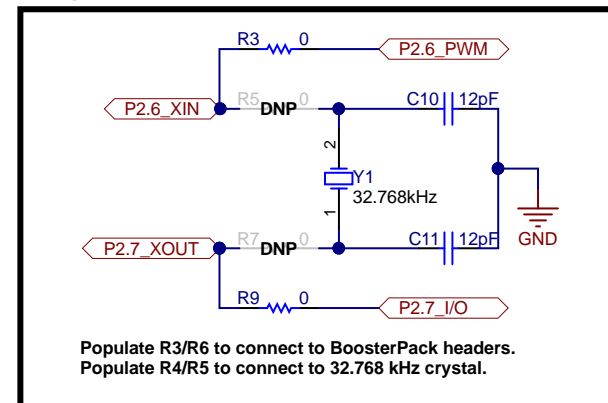 R3 0 P2.6_PWM
P2.6_XIN R5 DNP 0 C10 12pF
2
Y1
32.768kHz
1
GND
P2.7_XOUT R7 DNP 0 C11 12pF
R9 0 P2.7_I/O
Populate R3/R6 to connect to BoosterPack headers.
Populate R4/R5 to connect to 32.768 kHz crystal.